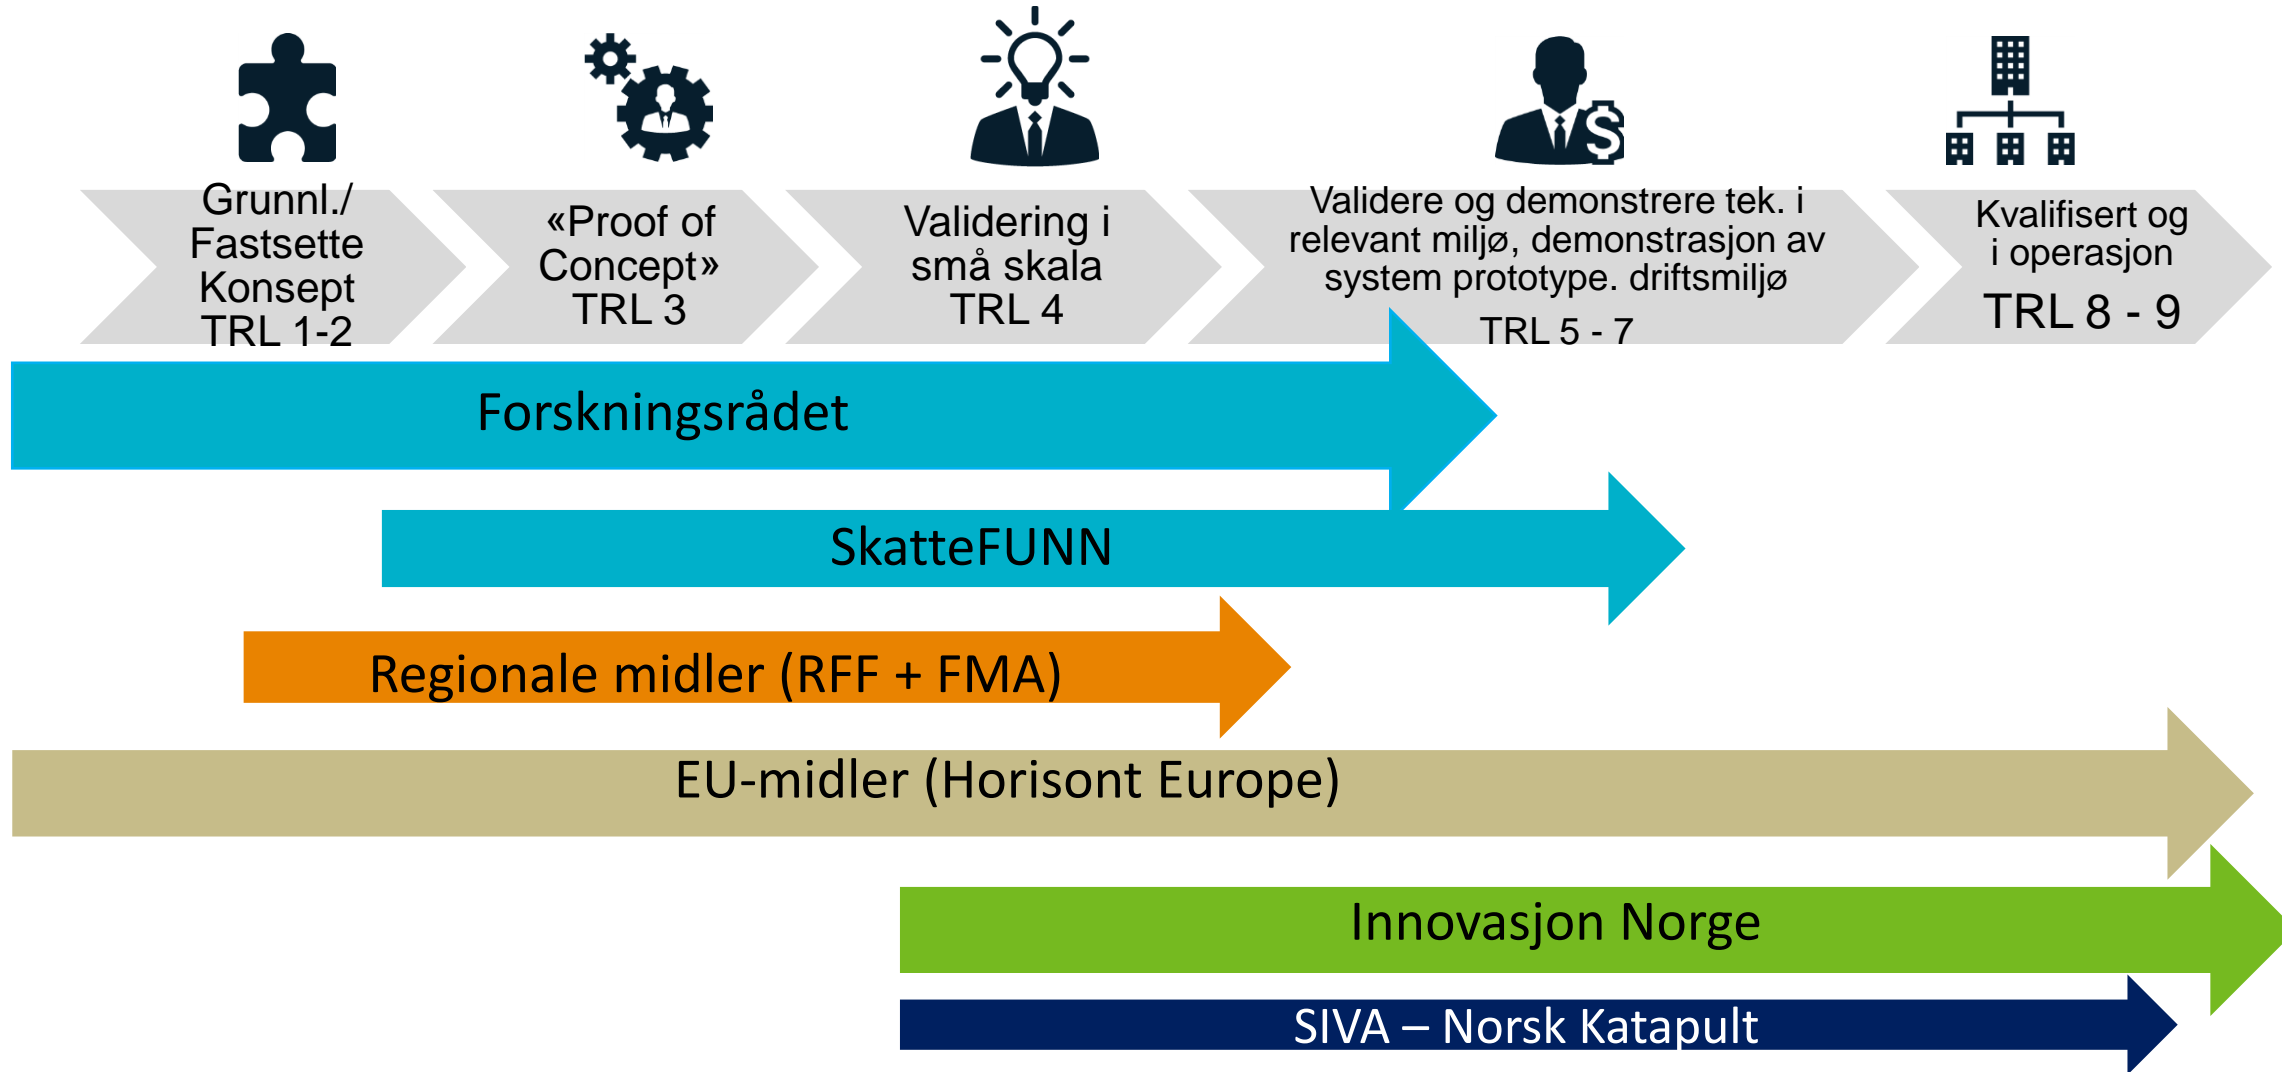 Grunnl./
Fastsette
Konsept
TRL 1-2
«Proof of
Concept»
TRL 3
Validering i
små skala
TRL 4
Validere og demonstrere tek. i
relevant miljø, demonstrasjon av
system prototype. driftsmiljø
TRL 5 - 7
Kvalifisert og
i operasjon
TRL 8 - 9
Forskningsrådet
SkatteFUNN
Regionale midler (RFF + FMA)
EU-midler (Horisont Europe)
Innovasjon Norge
SIVA – Norsk Katapult